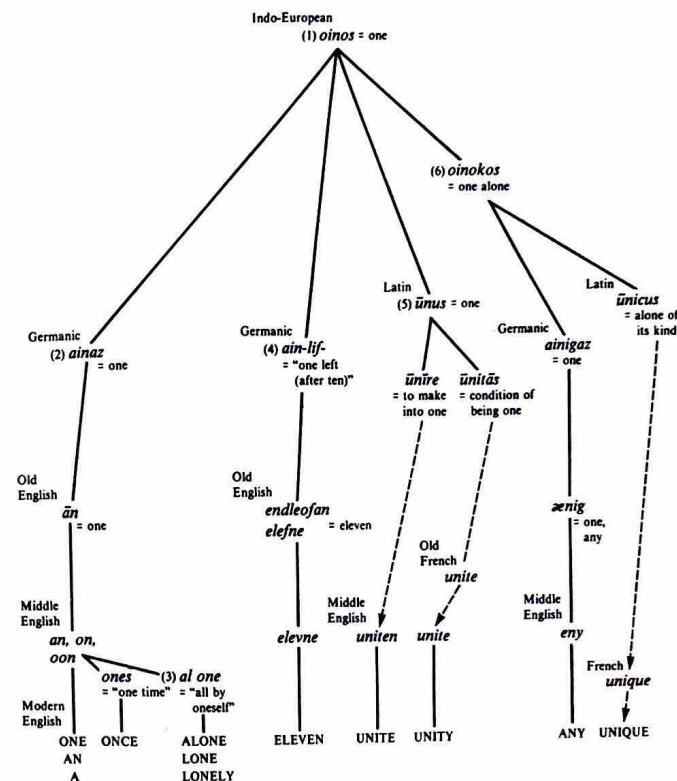 Indo-European
(1) oinos = one
(6) oinokos
= one alone
Latin
(5) ūnus = one
Latin
ūnicus
= alone of
its kind
Germanic
(2) ainaz
= one
Germanic
(4) ain-lif-
= "one left
(after ten)"
Germanic
ainigaz
= one
ūnīre
= to make
into one
ūnitās
= condition of
being one
Old
English
ān
= one
Old
English
endleofan
elefne
= eleven
ænig
= one,
any
Old
French
unite
Middle
English
an, on,
oon
elevne
Middle
English
uniten
unite
Middle
English
eny
ones
= "one time"
(3) al one
= "all by
oneself"
French
unique
Modern
English
ONE ONCE ALONE ELEVEN UNITE UNITY ANY UNIQUE
AN LONE
A LONELY